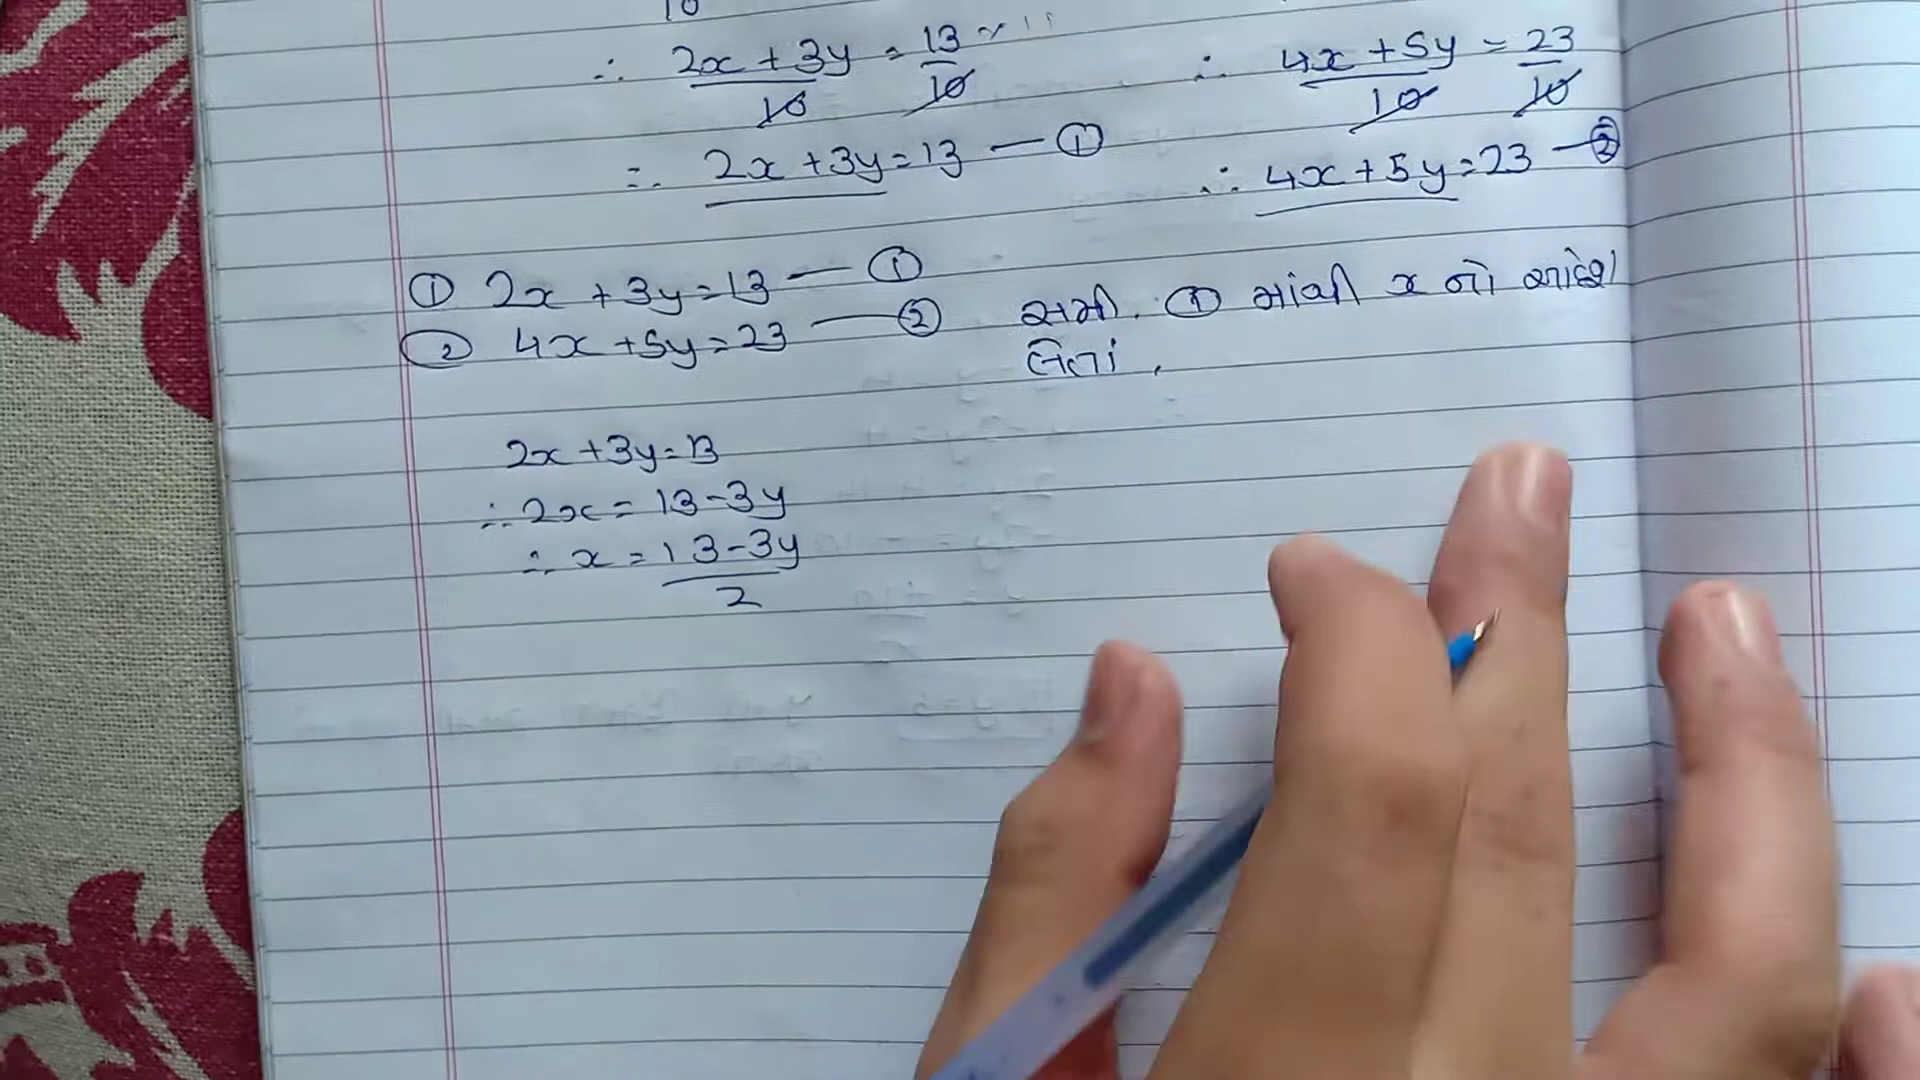 10
∴ 2x + 3y = 13
10 10
∴ 4x + 5y = 23
10 10
∴ 2x + 3y = 13 — ①
∴ 4x + 5y = 23 — ②
① 2x + 3y = 13 — ①
② 4x + 5y = 23 — ②
સમી. ① માંથી x નો આદેશ
લેતાં,
2x + 3y = 13
∴ 2x = 13 - 3y
∴ x = 13 - 3y
2